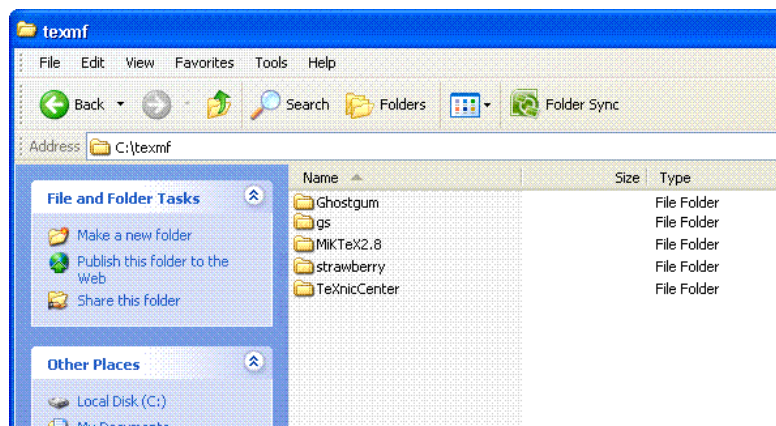 texmf
File Edit View Favorites Tools Help
Back Search Folders Folder Sync
Address C:\texmf
Name Size Type
File and Folder Tasks
Make a new folder
Publish this folder to the
Web
Share this folder
Ghostgum File Folder
gs File Folder
MiKTeX2.8 File Folder
strawberry File Folder
TeXnicCenter File Folder
Other Places
Local Disk (C:)
My Documents